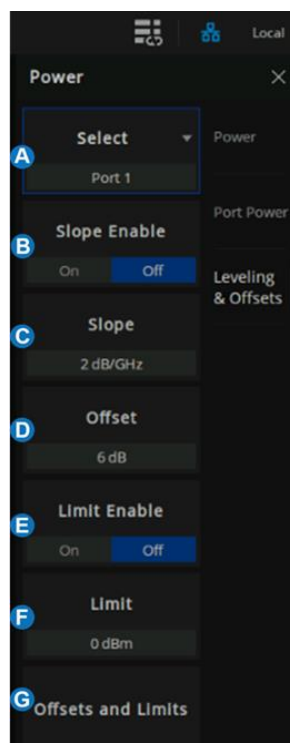 Local
Power
Select
Power
A
Port 1
Port Power
Slope Enable
B
On Off
Leveling
& Offsets
Slope
C
2 dB/GHz
Offset
D
6 dB
Limit Enable
E
On Off
Limit
F
0 dBm
G
Offsets and Limits